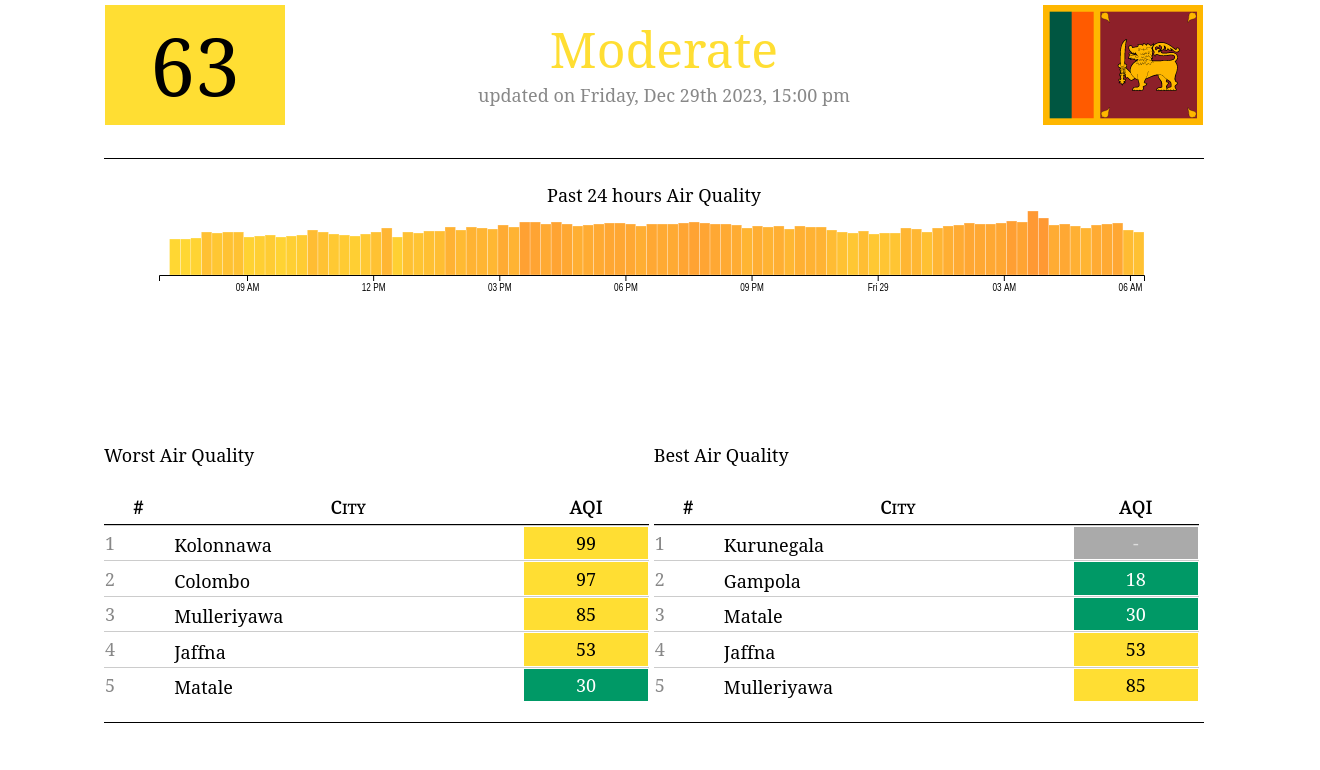 63
Moderate
updated on Friday, Dec 29th 2023, 15:00 pm
Past 24 hours Air Quality
09 AM 12 PM 03 PM 06 PM 09 PM Fri 29 03 AM 06 AM
Worst Air Quality
# City AQI
1 Kolonnawa 99
2 Colombo 97
3 Mulleriyawa 85
4 Jaffna 53
5 Matale 30
Best Air Quality
# City AQI
1 Kurunegala -
2 Gampola 18
3 Matale 30
4 Jaffna 53
5 Mulleriyawa 85